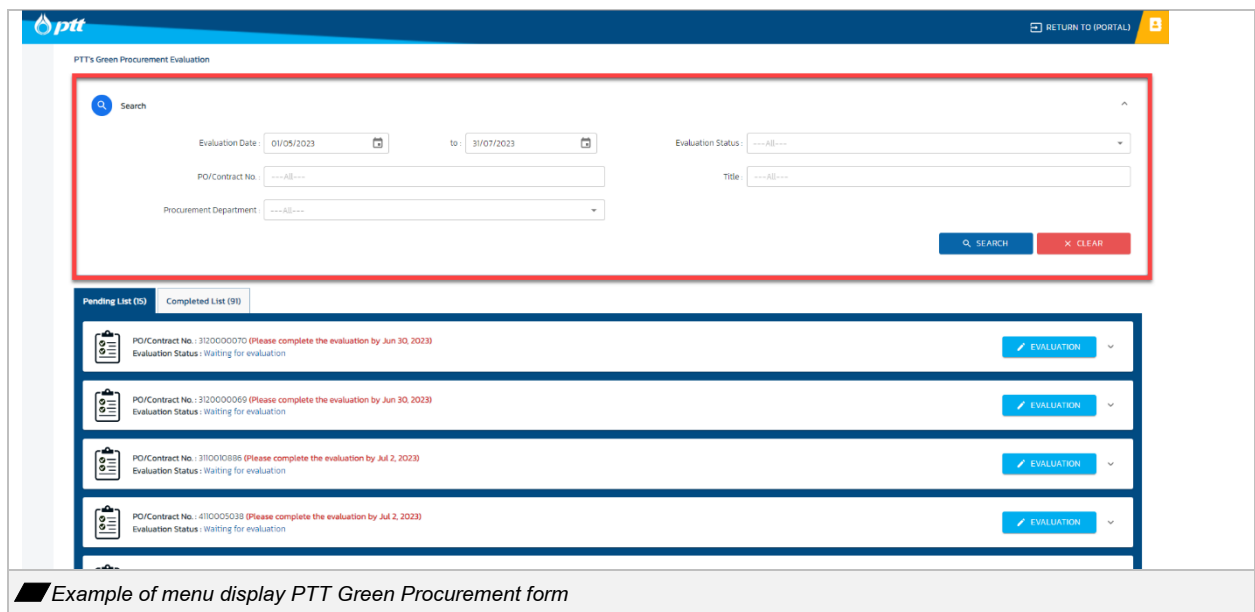 ptt
RETURN TO (PORTAL)
PTT's Green Procurement Evaluation
Search
Evaluation Date : 01/05/2023 to : 31/07/2023 Evaluation Status : ---All---
PO/Contract No. : ---All--- Title : ---All---
Procurement Department : ---All---
SEARCH
CLEAR
Pending List (15) Completed List (91)
PO/Contract No. : 3120000070 (Please complete the evaluation by Jun 30, 2023)
Evaluation Status : Waiting for evaluation
EVALUATION
PO/Contract No. : 3120000069 (Please complete the evaluation by Jun 30, 2023)
Evaluation Status : Waiting for evaluation
EVALUATION
PO/Contract No. : 3110010886 (Please complete the evaluation by Jul 2, 2023)
Evaluation Status : Waiting for evaluation
EVALUATION
PO/Contract No. : 4110005038 (Please complete the evaluation by Jul 2, 2023)
Evaluation Status : Waiting for evaluation
EVALUATION
Example of menu display PTT Green Procurement form